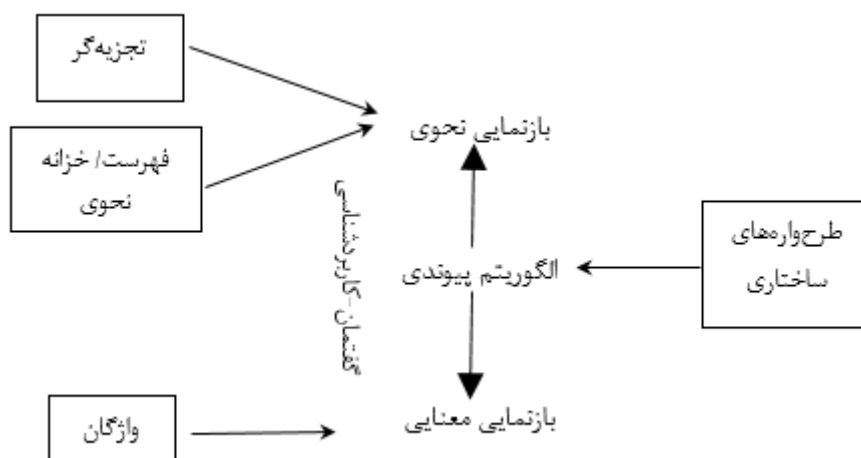 تجزیه‌گر
بازنمایی نحوی
فهرست/ خزانه
نحوی
گفتمان-کاربردشناسی
طرح‌واره‌های
ساختاری
الگوریتم پیوندی
بازنمایی معنایی
واژگان